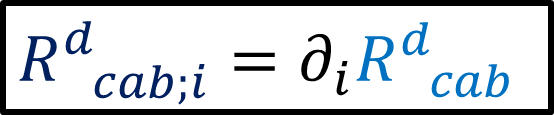 R^d_{cab;i} = ∂_i R^d_{cab}